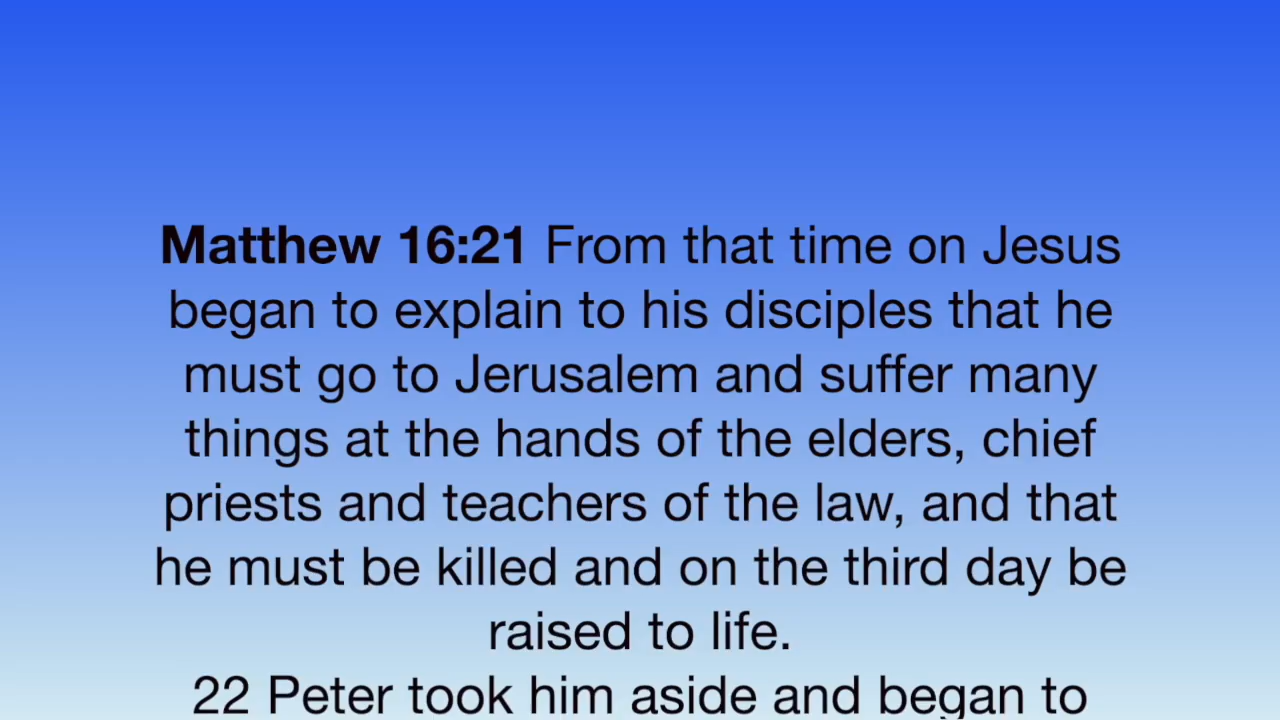 Matthew 16:21 From that time on Jesus
began to explain to his disciples that he
must go to Jerusalem and suffer many
things at the hands of the elders, chief
priests and teachers of the law, and that
he must be killed and on the third day be
raised to life.
22 Peter took him aside and began to